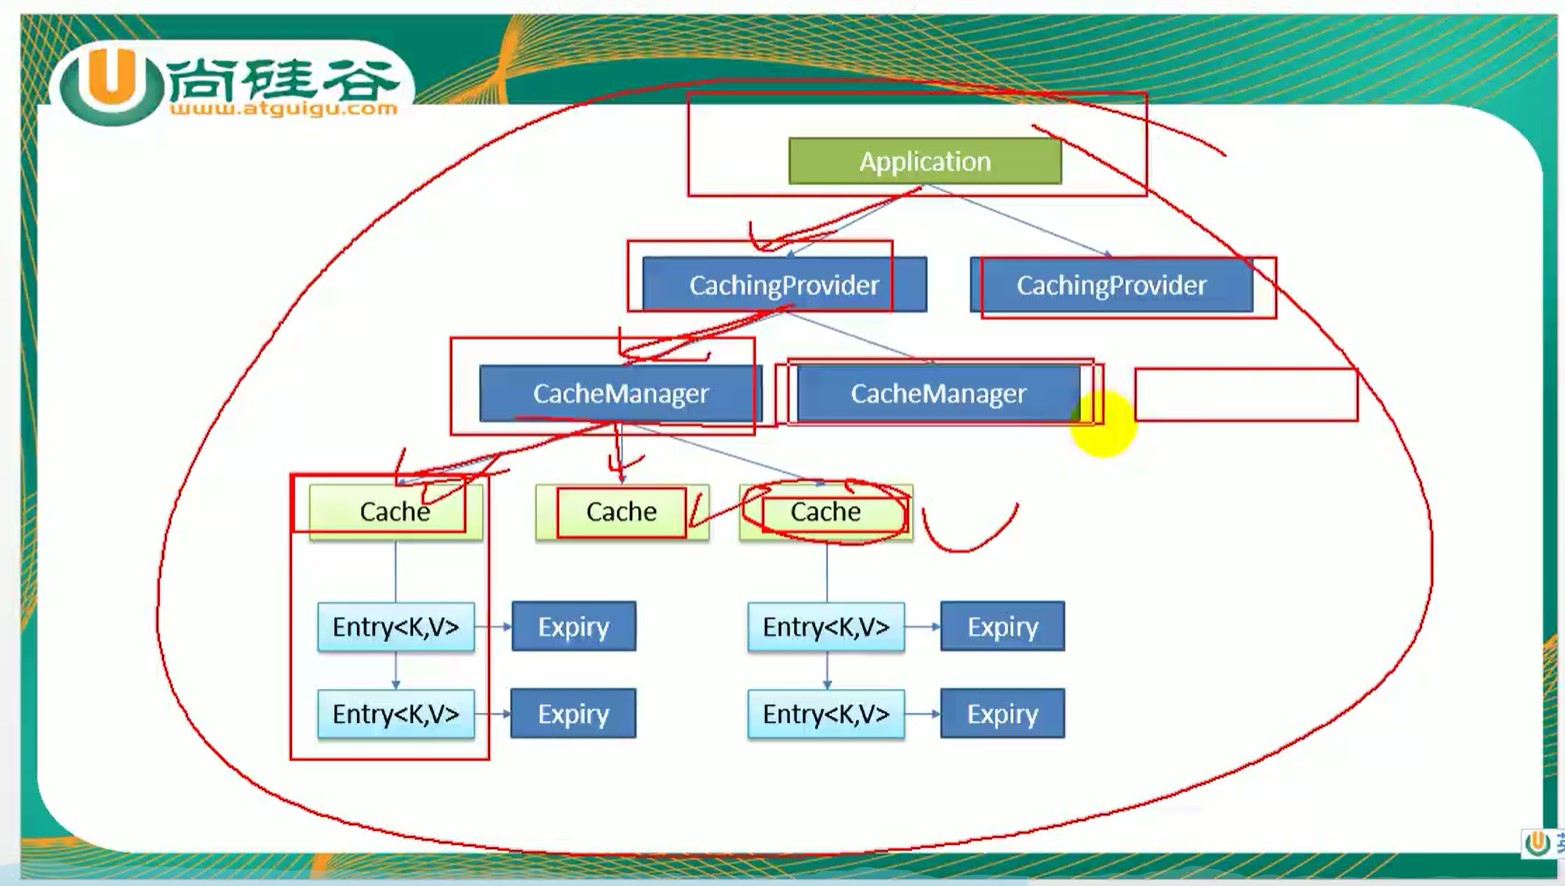 尚硅谷
www.atguigu.com
Application
CachingProvider
CachingProvider
CacheManager
CacheManager
Cache
Cache
Cache
Entry<K,V>
Expiry
Entry<K,V>
Expiry
Entry<K,V>
Expiry
Entry<K,V>
Expiry